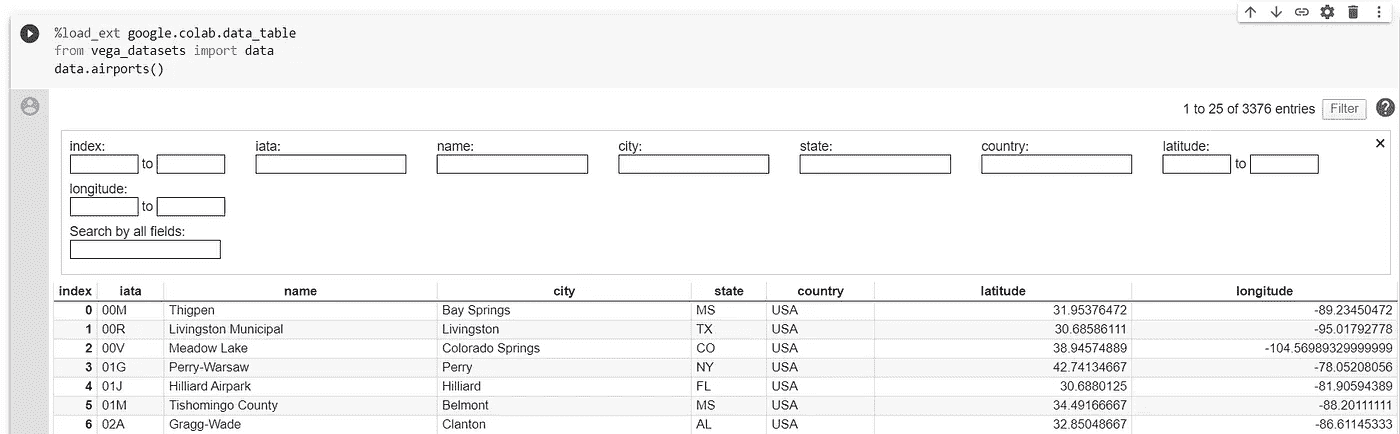 %load_ext google.colab.data_table
from vega_datasets import data
data.airports()
1 to 25 of 3376 entries Filter ?
index: to iata: name: city: state: country: latitude: to
longitude:
to
Search by all fields:
index iata name city state country latitude longitude
0 00M Thigpen Bay Springs MS USA 31.95376472 -89.23450472
1 00R Livingston Municipal Livingston TX USA 30.68586111 -95.01792778
2 00V Meadow Lake Colorado Springs CO USA 38.94574889 -104.56989329999999
3 01G Perry-Warsaw Perry NY USA 42.74134667 -78.05208056
4 01J Hilliard Airpark Hilliard FL USA 30.6880125 -81.90594389
5 01M Tishomingo County Belmont MS USA 34.49166667 -88.20111111
6 02A Gragg-Wade Clanton AL USA 32.85048667 -86.61145333